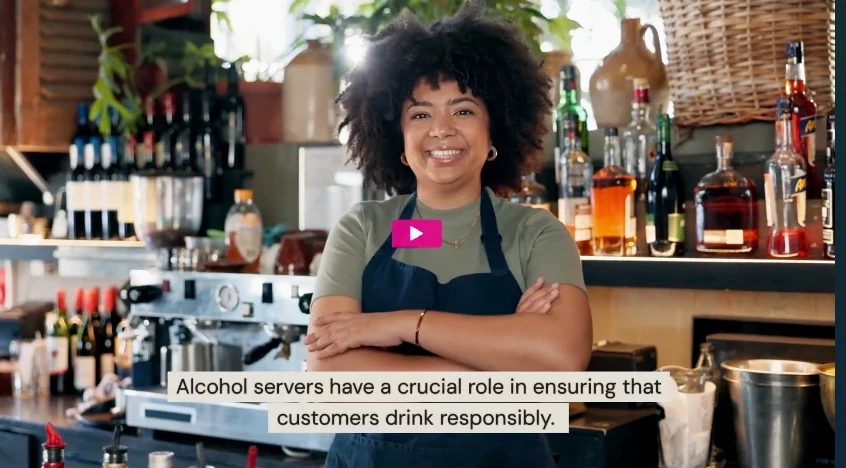 Alcohol servers have a crucial role in ensuring that
customers drink responsibly.